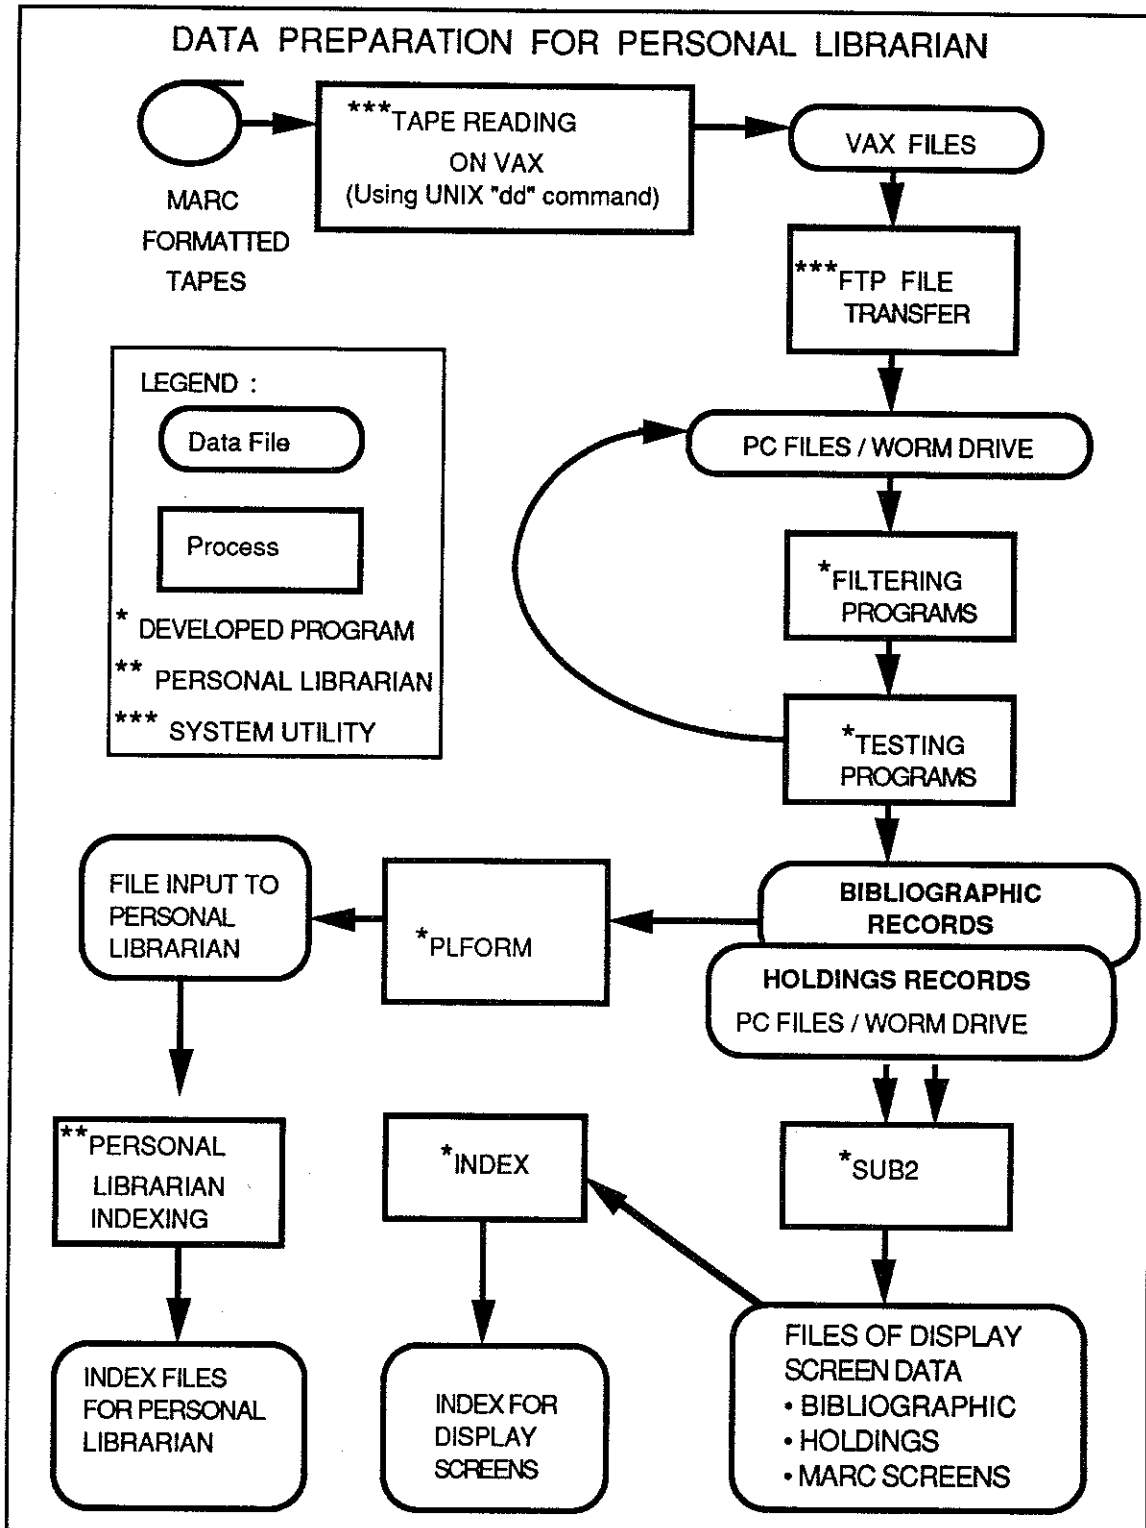 DATA PREPARATION FOR PERSONAL LIBRARIAN
MARC
FORMATTED
TAPES
***TAPE READING
ON VAX
(Using UNIX "dd" command)
VAX FILES
***FTP FILE
TRANSFER
LEGEND :
Data File
Process
* DEVELOPED PROGRAM
** PERSONAL LIBRARIAN
*** SYSTEM UTILITY
PC FILES / WORM DRIVE
*FILTERING
PROGRAMS
*TESTING
PROGRAMS
BIBLIOGRAPHIC
RECORDS
HOLDINGS RECORDS
PC FILES / WORM DRIVE
*PLFORM
FILE INPUT TO
PERSONAL
LIBRARIAN
**PERSONAL
LIBRARIAN
INDEXING
*INDEX
*SUB2
INDEX FILES
FOR PERSONAL
LIBRARIAN
INDEX FOR
DISPLAY
SCREENS
FILES OF DISPLAY
SCREEN DATA
• BIBLIOGRAPHIC
• HOLDINGS
• MARC SCREENS